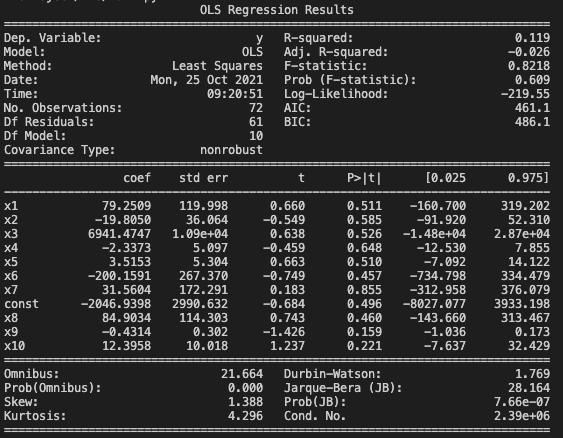 OLS Regression Results
Dep. Variable: y R-squared: 0.119
Model: OLS Adj. R-squared: -0.026
Method: Least Squares F-statistic: 0.8218
Date: Mon, 25 Oct 2021 Prob (F-statistic): 0.609
Time: 09:20:51 Log-Likelihood: -219.55
No. Observations: 72 AIC: 461.1
Df Residuals: 61 BIC: 486.1
Df Model: 10
Covariance Type: nonrobust
coef std err t P>|t| [0.025 0.975]
x1 79.2509 119.998 0.660 0.511 -160.700 319.202
x2 -19.8050 36.064 -0.549 0.585 -91.920 52.310
x3 6941.4747 1.09e+04 0.638 0.526 -1.48e+04 2.87e+04
x4 -2.3373 5.097 -0.459 0.648 -12.530 7.855
x5 3.5153 5.304 0.663 0.510 -7.092 14.122
x6 -200.1591 267.370 -0.749 0.457 -734.798 334.479
x7 31.5604 172.291 0.183 0.855 -312.958 376.079
const -2046.9398 2990.632 -0.684 0.496 -8027.077 3933.198
x8 84.9034 114.303 0.743 0.460 -143.660 313.467
x9 -0.4314 0.302 -1.426 0.159 -1.036 0.173
x10 12.3958 10.018 1.237 0.221 -7.637 32.429
Omnibus: 21.664 Durbin-Watson: 1.769
Prob(Omnibus): 0.000 Jarque-Bera (JB): 28.164
Skew: 1.388 Prob(JB): 7.66e-07
Kurtosis: 4.296 Cond. No. 2.39e+06